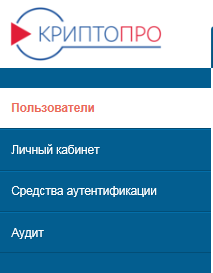 КРИПТОПРО
Пользователи
Личный кабинет
Средства аутентификации
Аудит